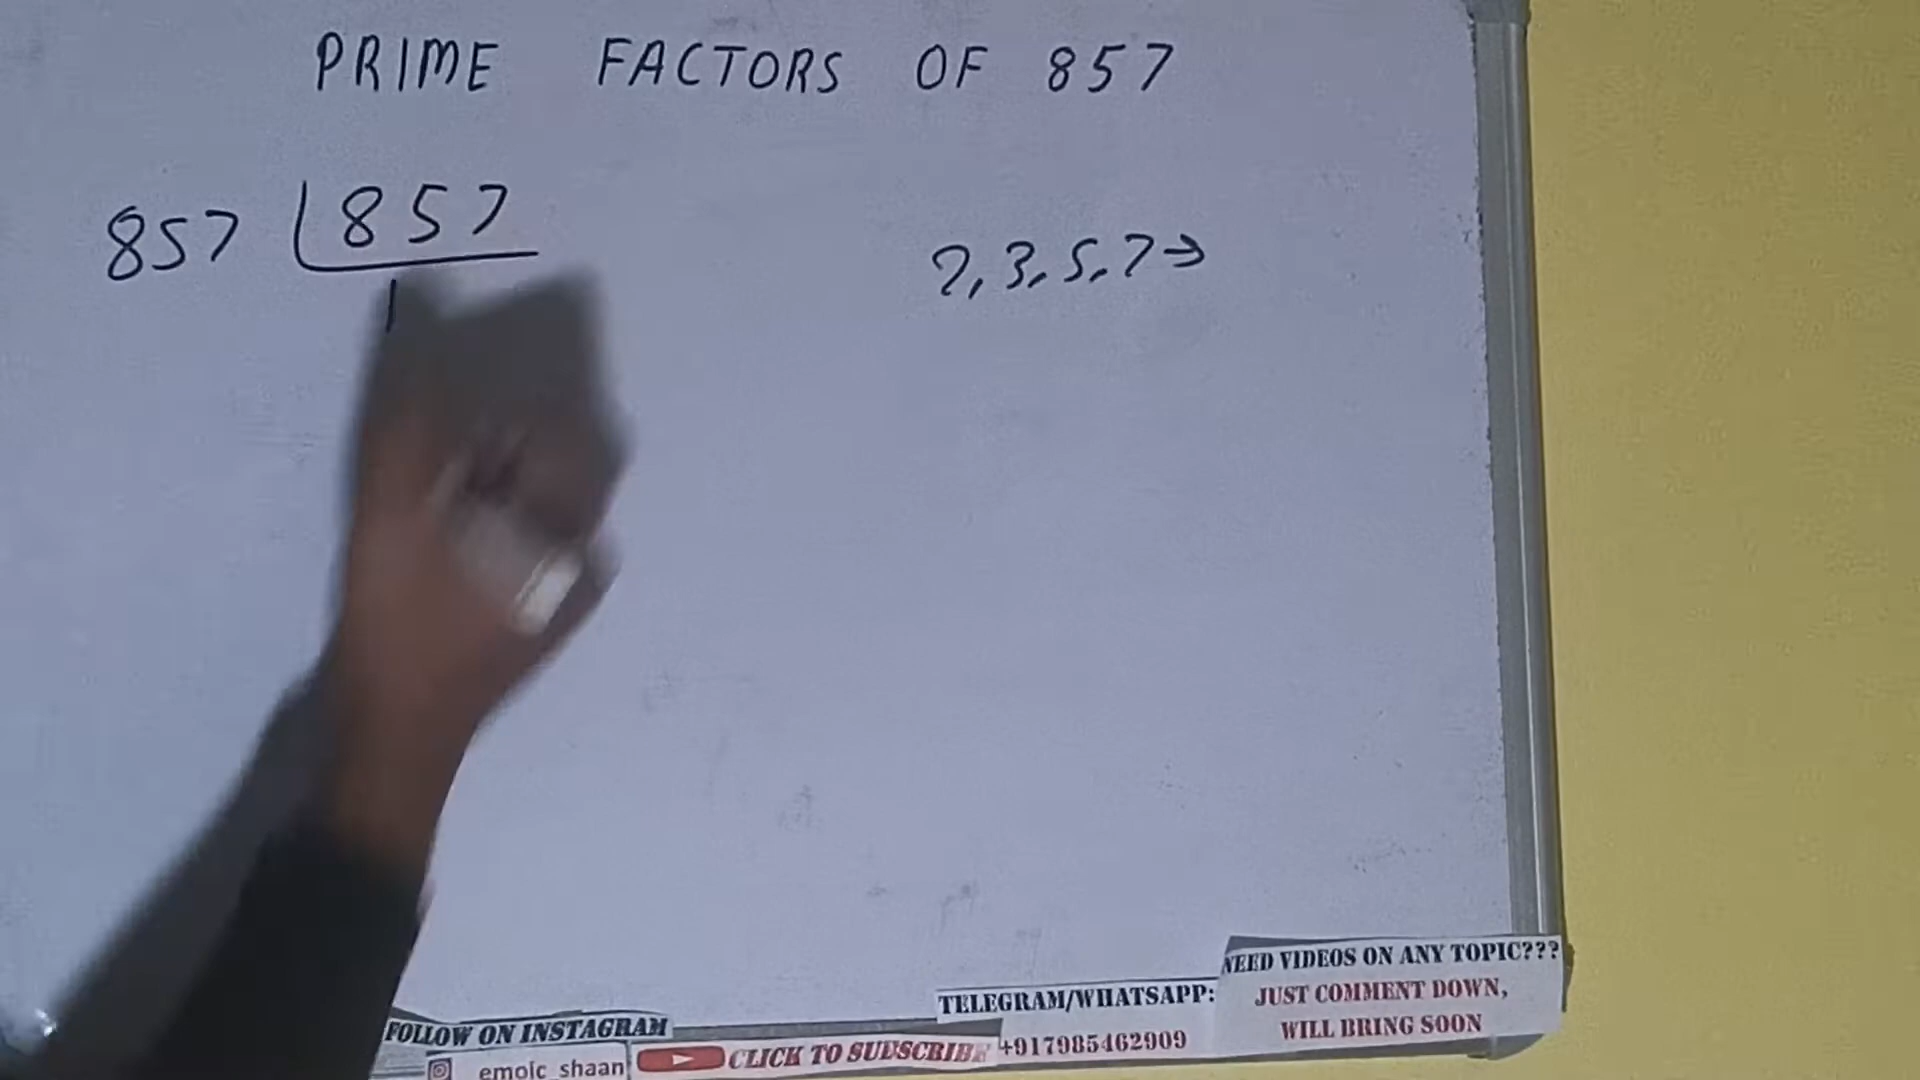 PRIME FACTORS OF 857
857 857
1
2, 3, 5, 7 →
NEED VIDEOS ON ANY TOPIC???
JUST COMMENT DOWN,
WILL BRING SOON
TELEGRAM/WHATSAPP:
+917985462909
FOLLOW ON INSTAGRAM
emoic_shaan
CLICK TO SUBSCRIBE